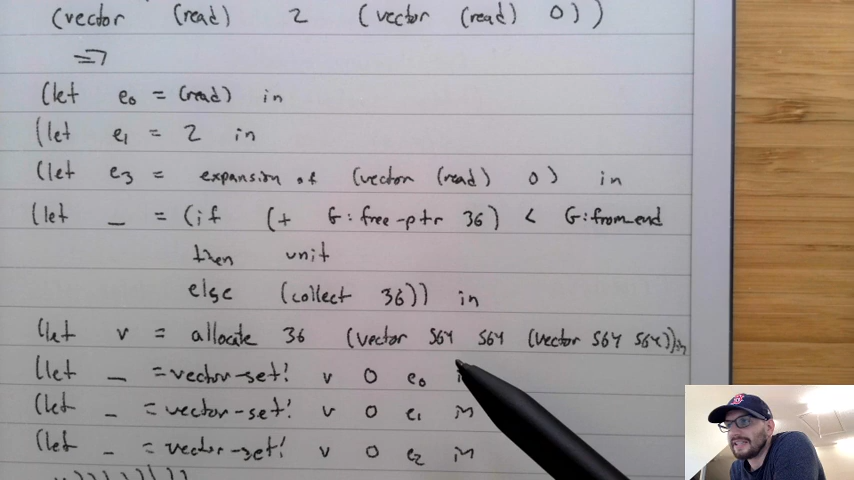 (vector (read) 2 (vector (read) 0))
=>
(let e0 = (read) in
(let e1 = 2 in
(let e3 = expansion of (vector (read) 0) in
(let _ = (if (+ G:free-ptr 36) < G:from_end
then unit
else (collect 36)) in
(let v = allocate 36 (vector S64 S64 (vector S64 S64)) in
(let _ = vector-set! v 0 e0 in
(let _ = vector-set! v 0 e1 in
(let _ = vector-set! v 0 e2 in